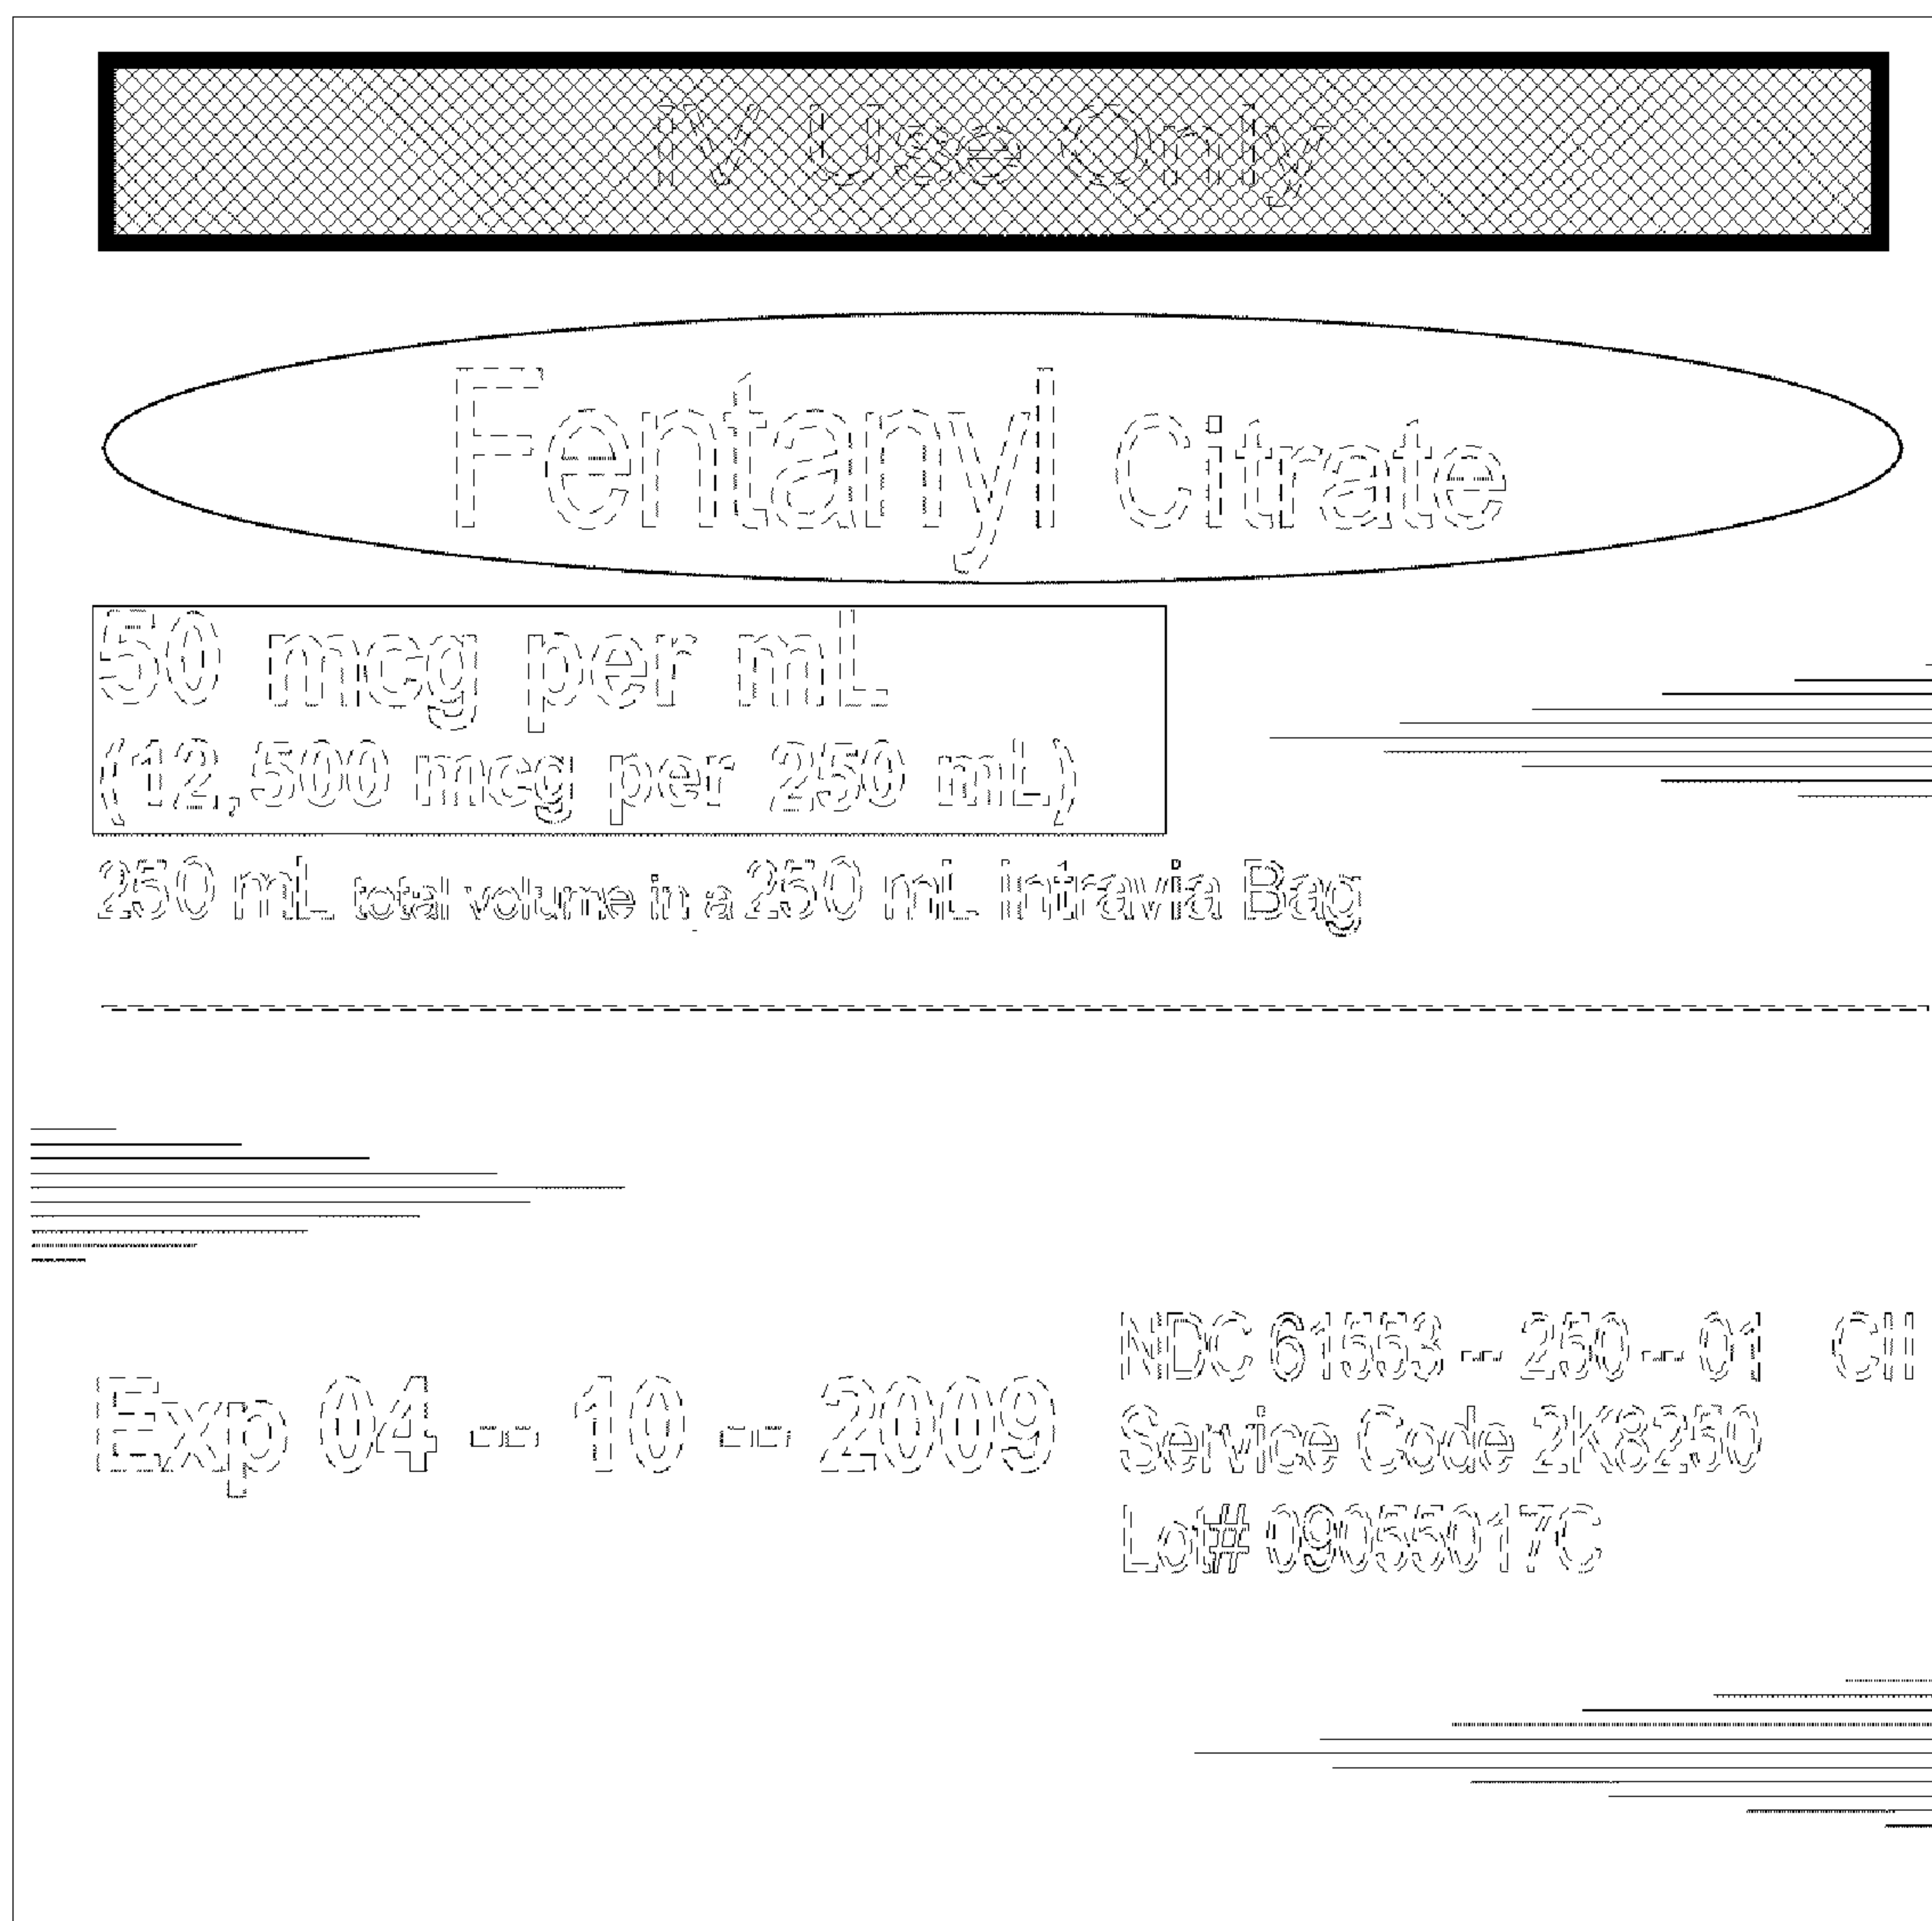 IV Use Only
Fentanyl Citrate
50 mcg per mL
(12,500 mcg per 250 mL)
250 mL total volume in a 250 mL Intravia Bag
Exp 04 -- 10 -- 2009
NDC 61553 -- 250 -- 01 CII
Service Code 2K8250
Lot# 09055017C